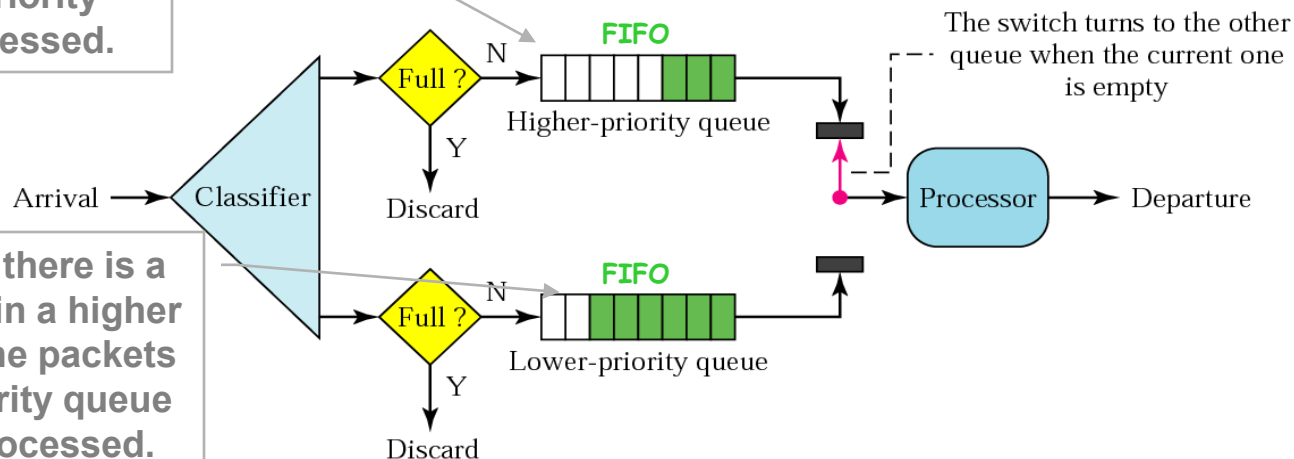 iority
essed.
FIFO
The switch turns to the other
queue when the current one
is empty
Full ?
N
Higher-priority queue
Y
Discard
Arrival
Classifier
Processor
Departure
there is a
in a higher
ne packets
rity queue
ocessed.
FIFO
Full ?
N
Lower-priority queue
Y
Discard